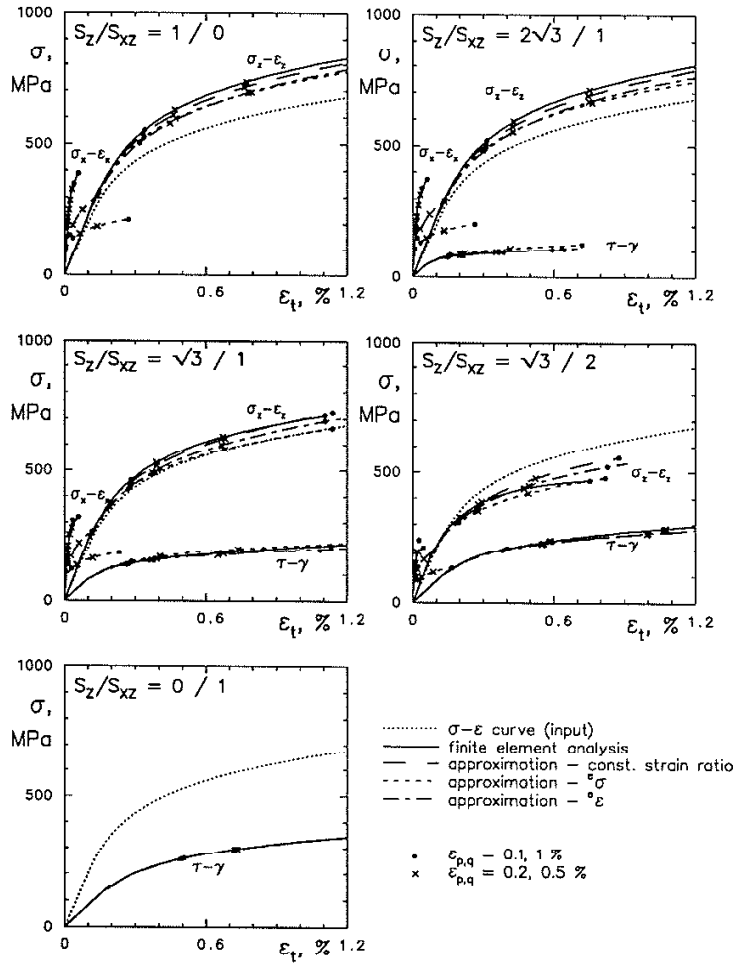 1000
σ,
MPa
500
0
S_Z/S_XZ = 1 / 0
σ_z–ε_z
σ_x–ε_x
0 0.6 1.2
ε_t, %
1000
σ,
MPa
500
0
S_Z/S_XZ = 2√3 / 1
σ_z–ε_z
σ_x–ε_x
τ–γ
0 0.6 1.2
ε_t, %
1000
σ,
MPa
500
0
S_Z/S_XZ = √3 / 1
σ_z–ε_z
σ_x–ε_x
τ–γ
0 0.6 1.2
ε_t, %
1000
σ,
MPa
500
0
S_Z/S_XZ = √3 / 2
σ_z–ε_z
τ–γ
0 0.6 1.2
ε_t, %
1000
σ,
MPa
500
0
S_Z/S_XZ = 0 / 1
τ–γ
0 0.6 1.2
ε_t, %
σ–ε curve (input)
finite element analysis
approximation – const. strain ratio
approximation – σ
approximation – ε
ε_p,q – 0.1, 1 %
ε_p,q = 0.2, 0.5 %